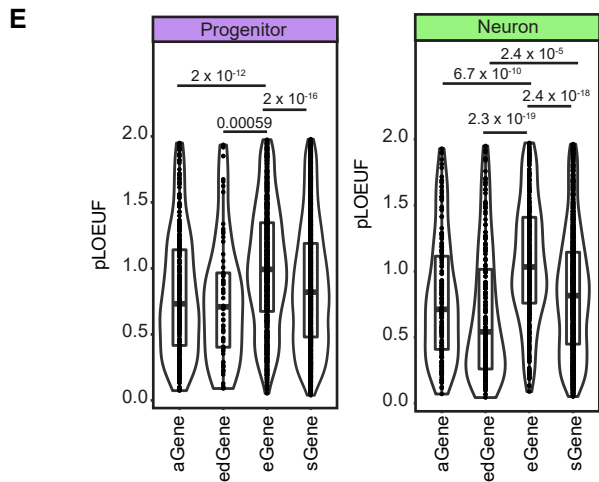 E
Progenitor
2 x 10⁻¹²
2 x 10⁻¹⁶
0.00059
pLOEUF
2.0
1.5
1.0
0.5
0.0
aGene
edGene
eGene
sGene
Neuron
2.4 x 10⁻⁵
6.7 x 10⁻¹⁰
2.4 x 10⁻¹⁸
2.3 x 10⁻¹⁹
pLOEUF
2.0
1.5
1.0
0.5
0.0
aGene
edGene
eGene
sGene